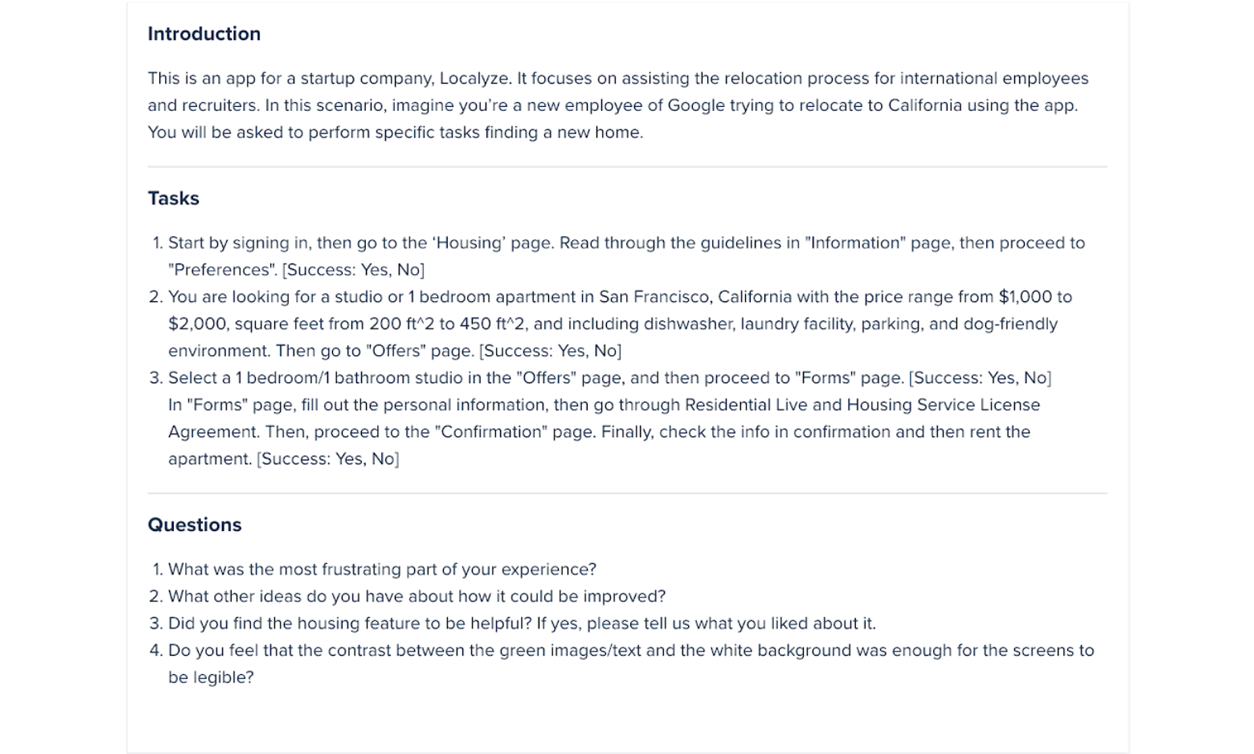 Introduction
This is an app for a startup company, Localyze. It focuses on assisting the relocation process for international employees
and recruiters. In this scenario, imagine you're a new employee of Google trying to relocate to California using the app.
You will be asked to perform specific tasks finding a new home.
Tasks
1. Start by signing in, then go to the ‘Housing’ page. Read through the guidelines in "Information" page, then proceed to
"Preferences". [Success: Yes, No]
2. You are looking for a studio or 1 bedroom apartment in San Francisco, California with the price range from $1,000 to
$2,000, square feet from 200 ft^2 to 450 ft^2, and including dishwasher, laundry facility, parking, and dog-friendly
environment. Then go to "Offers" page. [Success: Yes, No]
3. Select a 1 bedroom/1 bathroom studio in the "Offers" page, and then proceed to "Forms" page. [Success: Yes, No]
In "Forms" page, fill out the personal information, then go through Residential Live and Housing Service License
Agreement. Then, proceed to the "Confirmation" page. Finally, check the info in confirmation and then rent the
apartment. [Success: Yes, No]
Questions
1. What was the most frustrating part of your experience?
2. What other ideas do you have about how it could be improved?
3. Did you find the housing feature to be helpful? If yes, please tell us what you liked about it.
4. Do you feel that the contrast between the green images/text and the white background was enough for the screens to
be legible?